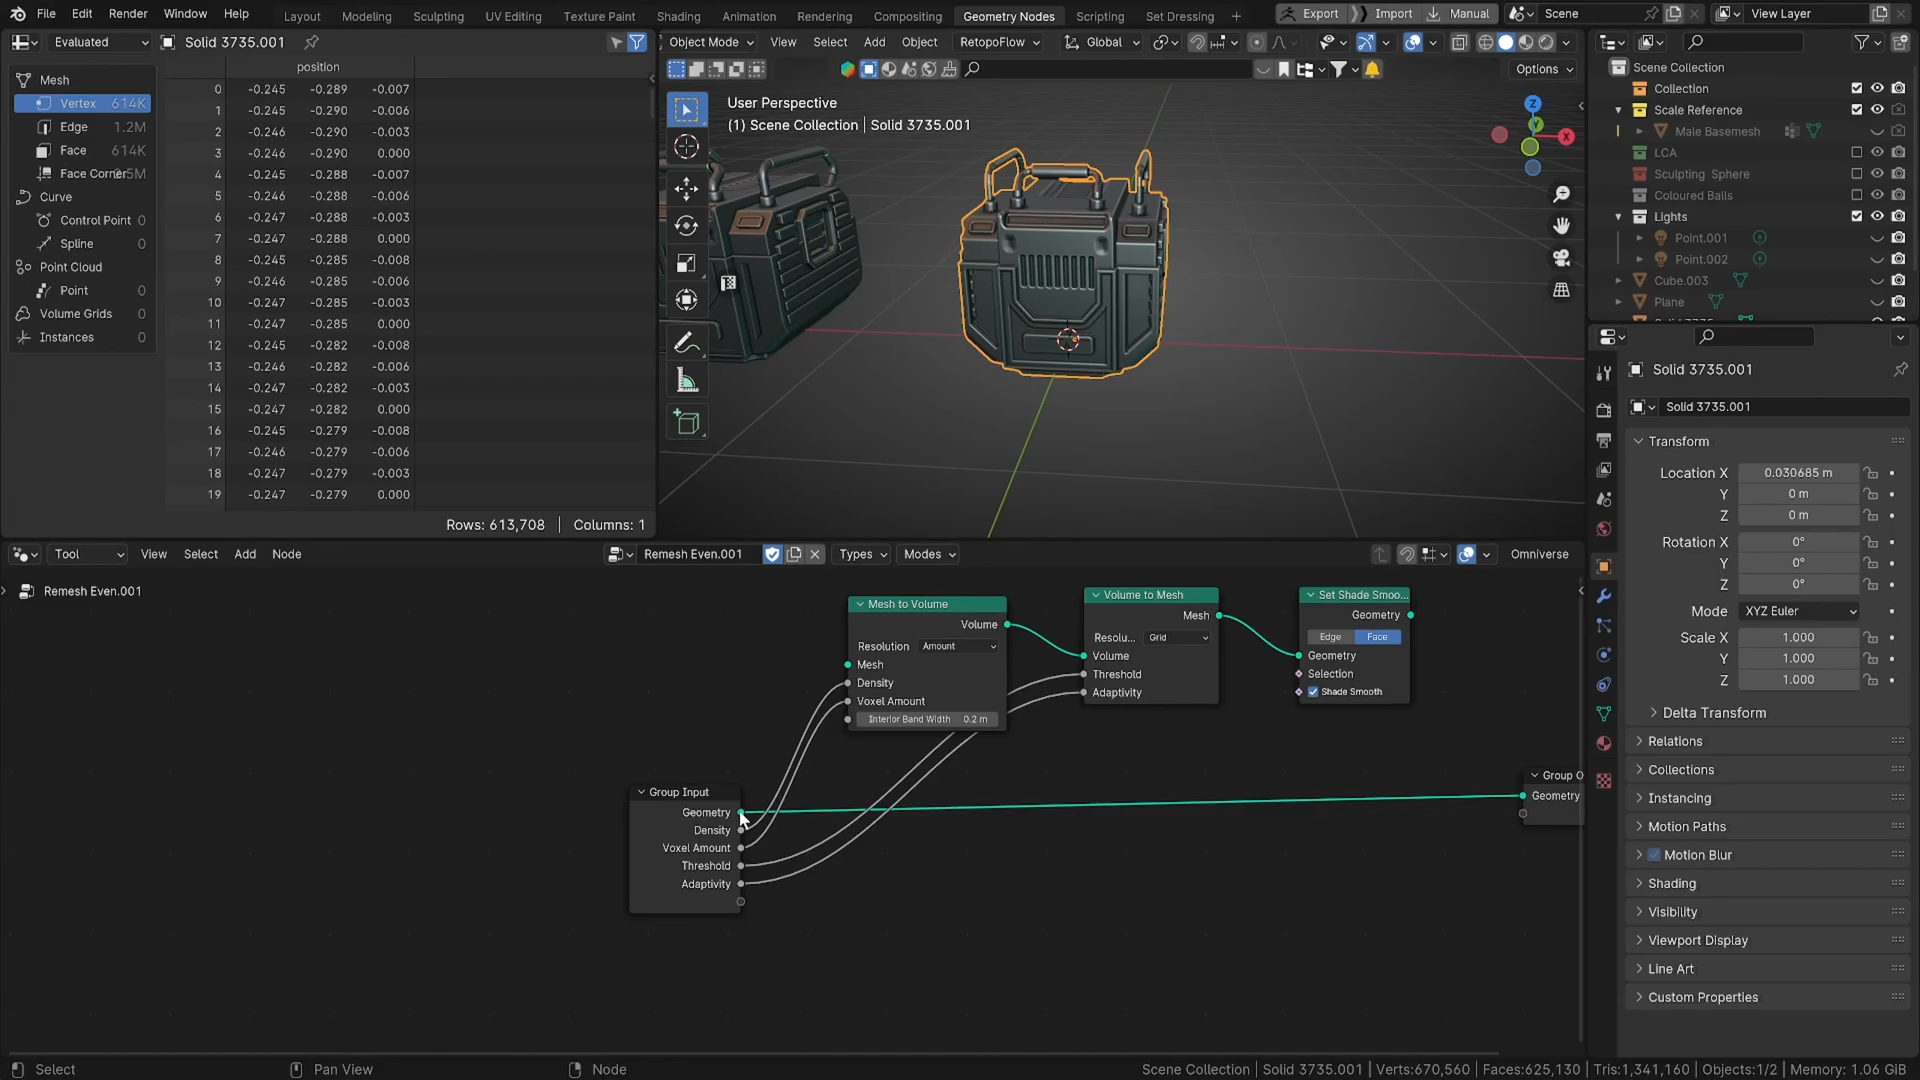 File Edit Render Window Help Layout Modeling Sculpting UV Editing Texture Paint Shading Animation Rendering Compositing Geometry Nodes Scripting Set Dressing + Export Import Manual Scene View Layer
Evaluated Solid 3735.001
Object Mode View Select Add Object RetopoFlow Global
Options
position
Mesh
Vertex 614K
Edge 1.2M
Face 614K
Face Corner
Curve
Control Point 0
Spline 0
Point Cloud
Point 0
Volume Grids 0
Instances 0
0 -0.245 -0.289 -0.007
1 -0.245 -0.290 -0.006
2 -0.246 -0.290 -0.003
3 -0.246 -0.290 0.000
4 -0.245 -0.288 -0.007
5 -0.246 -0.288 -0.006
6 -0.247 -0.288 -0.003
7 -0.247 -0.288 0.000
8 -0.245 -0.285 -0.008
9 -0.246 -0.285 -0.006
10 -0.247 -0.285 -0.003
11 -0.247 -0.285 0.000
12 -0.245 -0.282 -0.008
13 -0.246 -0.282 -0.006
14 -0.247 -0.282 -0.003
15 -0.247 -0.282 0.000
16 -0.245 -0.279 -0.008
17 -0.246 -0.279 -0.006
18 -0.247 -0.279 -0.003
19 -0.247 -0.279 0.000
Rows: 613,708 Columns: 1
User Perspective
(1) Scene Collection | Solid 3735.001
Z
Y
X
Scene Collection
Collection
Scale Reference
Male Basemesh
LCA
Sculpting Sphere
Coloured Balls
Lights
Point.001
Point.002
Cube.003
Plane
Solid 3735.001
Solid 3735.001
Transform
Location X 0.030685 m
Y 0 m
Z 0 m
Rotation X 0°
Y 0°
Z 0°
Mode XYZ Euler
Scale X 1.000
Y 1.000
Z 1.000
Delta Transform
Relations
Collections
Instancing
Motion Paths
Motion Blur
Shading
Visibility
Viewport Display
Line Art
Custom Properties
Tool View Select Add Node Remesh Even.001 Types Modes Omniverse
Remesh Even.001
Mesh to Volume
Volume
Resolution Amount
Mesh
Density
Voxel Amount
Interior Band Width 0.2 m
Volume to Mesh
Mesh
Resolu... Grid
Volume
Threshold
Adaptivity
Set Shade Smoo...
Geometry
Edge Face
Geometry
Selection
Shade Smooth
Group Input
Geometry
Density
Voxel Amount
Threshold
Adaptivity
Group O
Geometry
Select Pan View Node Scene Collection | Solid 3735.001 | Verts:670,560 | Faces:625,130 | Tris:1,341,160 | Objects:1/2 | Memory: 1.06 GiB